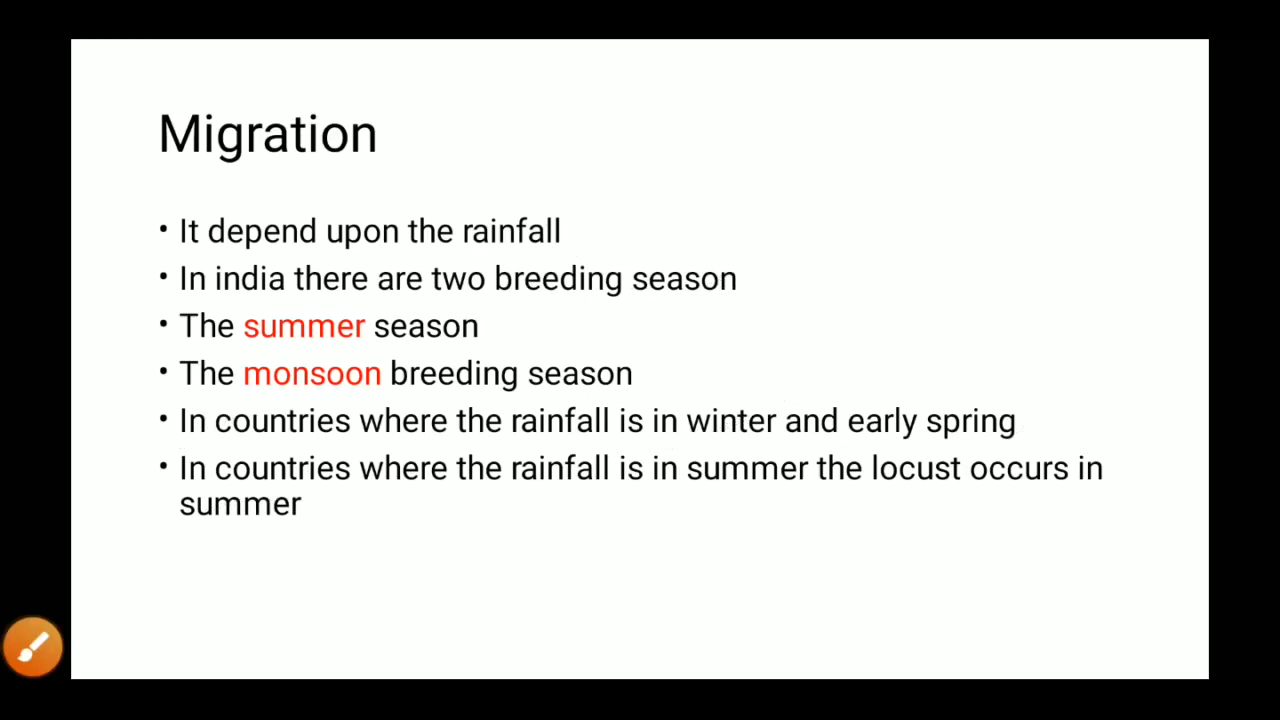 Migration
• It depend upon the rainfall
• In india there are two breeding season
• The summer season
• The monsoon breeding season
• In countries where the rainfall is in winter and early spring
• In countries where the rainfall is in summer the locust occurs in
summer